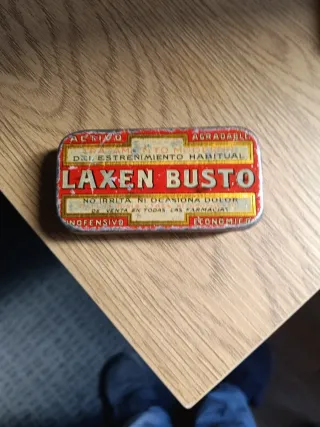 ACTIVO AGRADABLE
TRATAMIENTO M
DEL ESTREÑIMIENTO HABITUAL
LAXEN BUSTO
NO IRRITA, NI OCASIONA DOLOR
DE VENTA EN TODAS LAS FARMACIAS
INOFENSIVO ECONOMICO